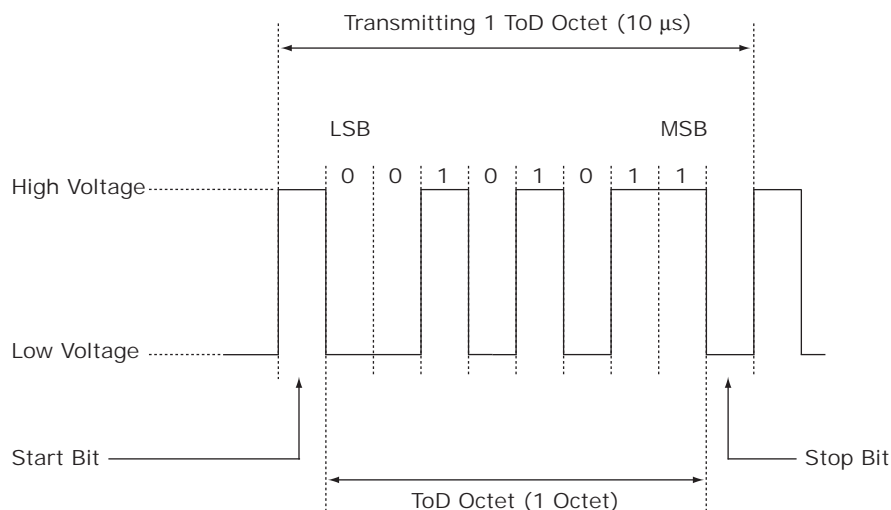 Transmitting 1 ToD Octet (10 μs)
LSB MSB
0 0 1 0 1 0 1 1
High Voltage
Low Voltage
Start Bit Stop Bit
ToD Octet (1 Octet)